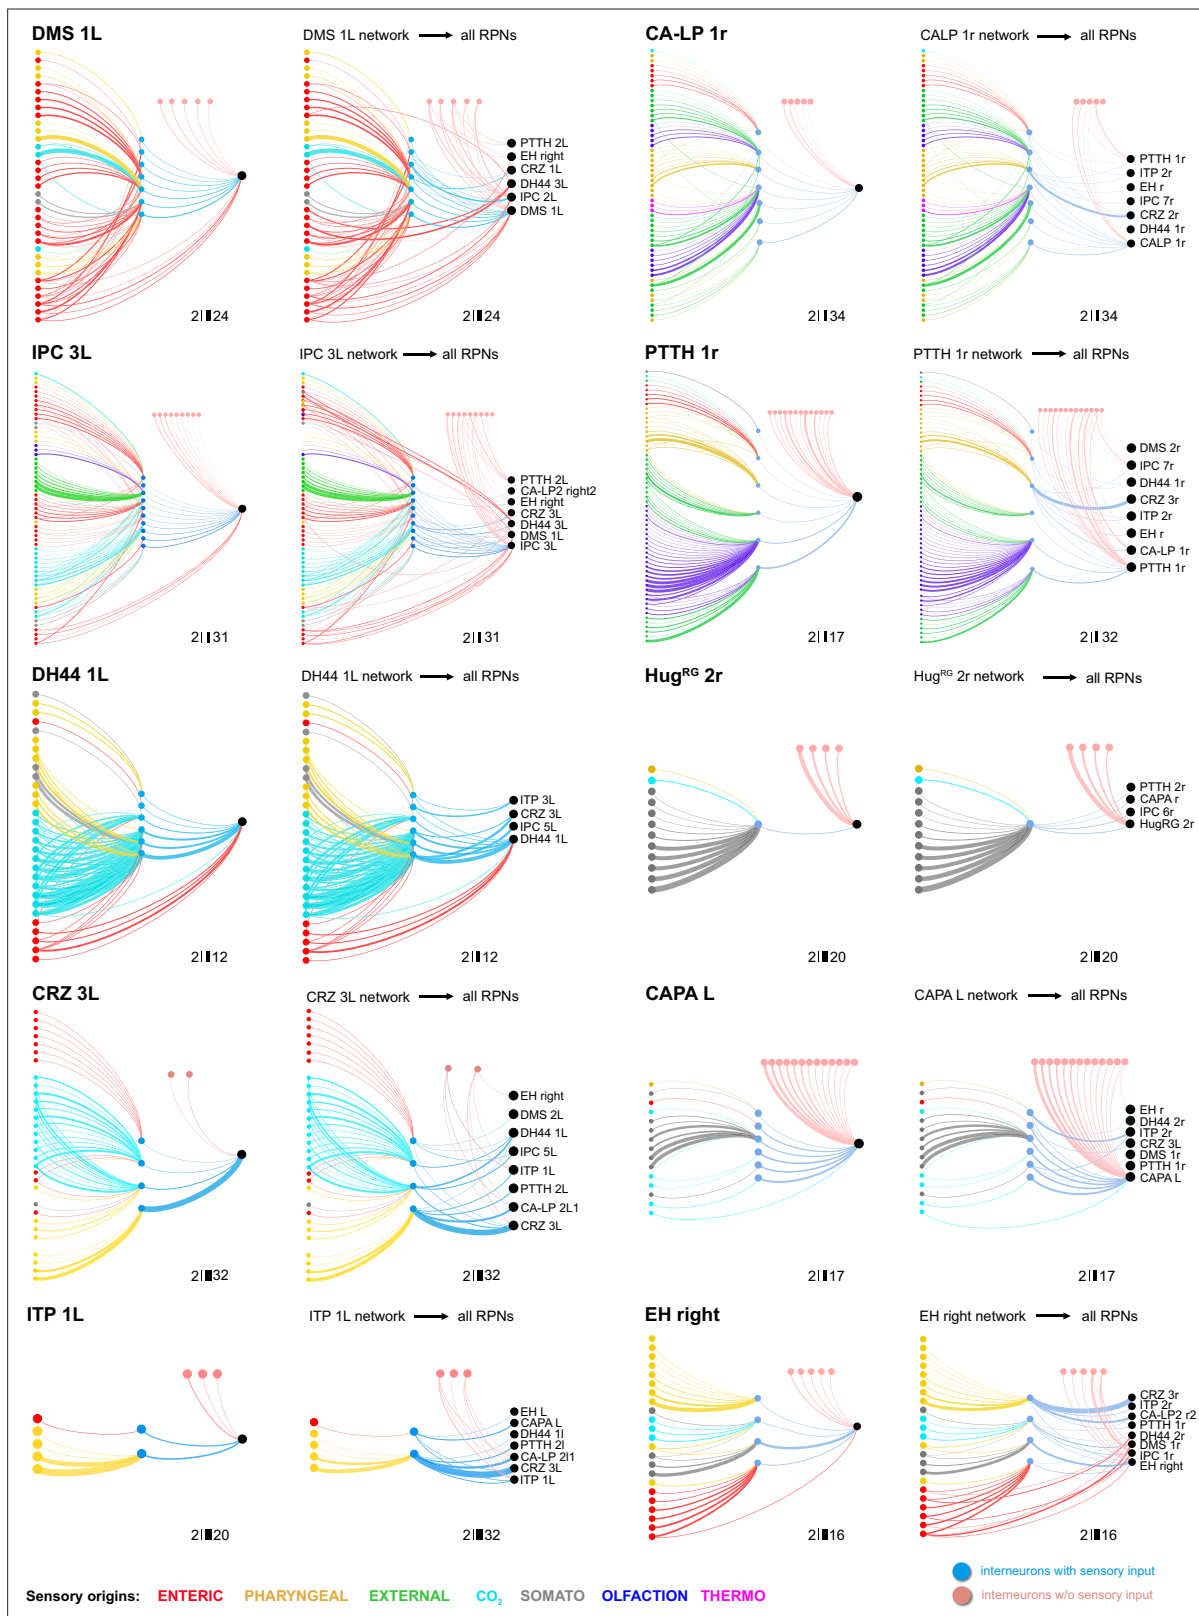 DMS 1L
DMS 1L network → all RPNs
PTTH 2L
EH right
CRZ 1L
DH44 3L
IPC 2L
DMS 1L
2 24
2 24
CA-LP 1r
CALP 1r network → all RPNs
PTTH 1r
ITP 2r
EH r
IPC 7r
CRZ 2r
DH44 1r
CALP 1r
2 34
2 34
IPC 3L
IPC 3L network → all RPNs
PTTH 2L
CA-LP2 right2
EH right
CRZ 3L
DH44 3L
DMS 1L
IPC 3L
2 31
2 31
PTTH 1r
PTTH 1r network → all RPNs
DMS 2r
IPC 7r
DH44 1r
CRZ 3r
ITP 2r
EH r
CA-LP 1r
PTTH 1r
2 17
2 32
DH44 1L
DH44 1L network → all RPNs
ITP 3L
CRZ 3L
IPC 5L
DH44 1L
2 12
2 12
Hug^RG 2r
Hug^RG 2r network → all RPNs
PTTH 2r
CAPA r
IPC 6r
HugRG 2r
2 20
2 20
CRZ 3L
CRZ 3L network → all RPNs
EH right
DMS 2L
DH44 1L
IPC 5L
ITP 1L
PTTH 2L
CA-LP 2L1
CRZ 3L
2 32
2 32
CAPA L
CAPA L network → all RPNs
EH r
DH44 2r
ITP 2r
CRZ 3L
DMS 1r
PTTH 1r
CAPA L
2 17
2 17
ITP 1L
ITP 1L network → all RPNs
EH L
CAPA L
DH44 1l
PTTH 2l
CA-LP 2l1
CRZ 3L
ITP 1L
2 20
2 32
EH right
EH right network → all RPNs
CRZ 3r
ITP 2r
CA-LP2 r2
PTTH 1r
DH44 2r
DMS 1r
IPC 1r
EH right
2 16
2 16
Sensory origins: ENTERIC PHARYNGEAL EXTERNAL CO₂ SOMATO OLFACTION THERMO
interneurons with sensory input
interneurons w/o sensory input